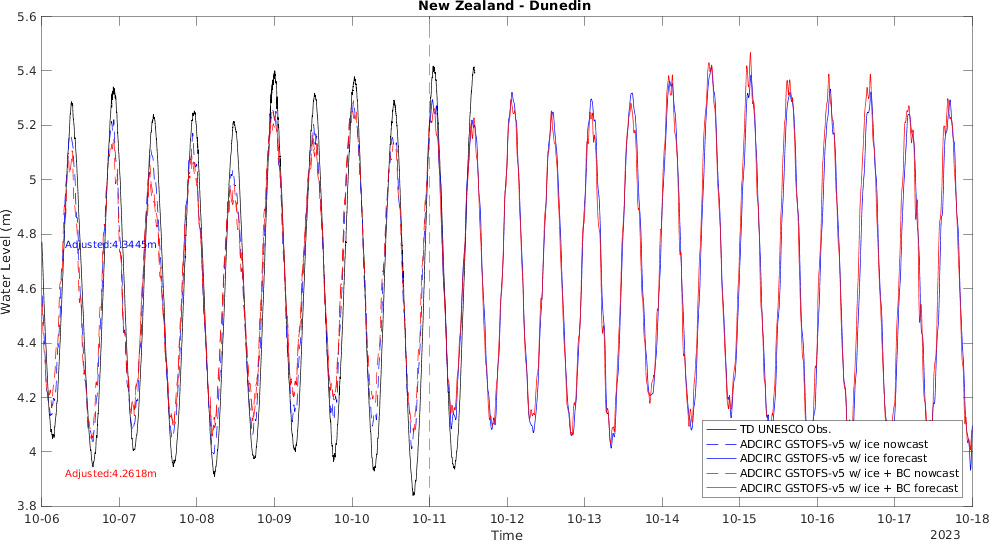 New Zealand - Dunedin
5.6
5.4
5.2
5
4.8
4.6
4.4
4.2
4
3.8
Water Level (m)
Adjusted:4.3445m
Adjusted:4.2618m
TD UNESCO Obs.
ADCIRC GSTOFS-v5 w/ ice nowcast
ADCIRC GSTOFS-v5 w/ ice forecast
ADCIRC GSTOFS-v5 w/ ice + BC nowcast
ADCIRC GSTOFS-v5 w/ ice + BC forecast
10-06 10-07 10-08 10-09 10-10 10-11 10-12 10-13 10-14 10-15 10-16 10-17 10-18
Time
2023